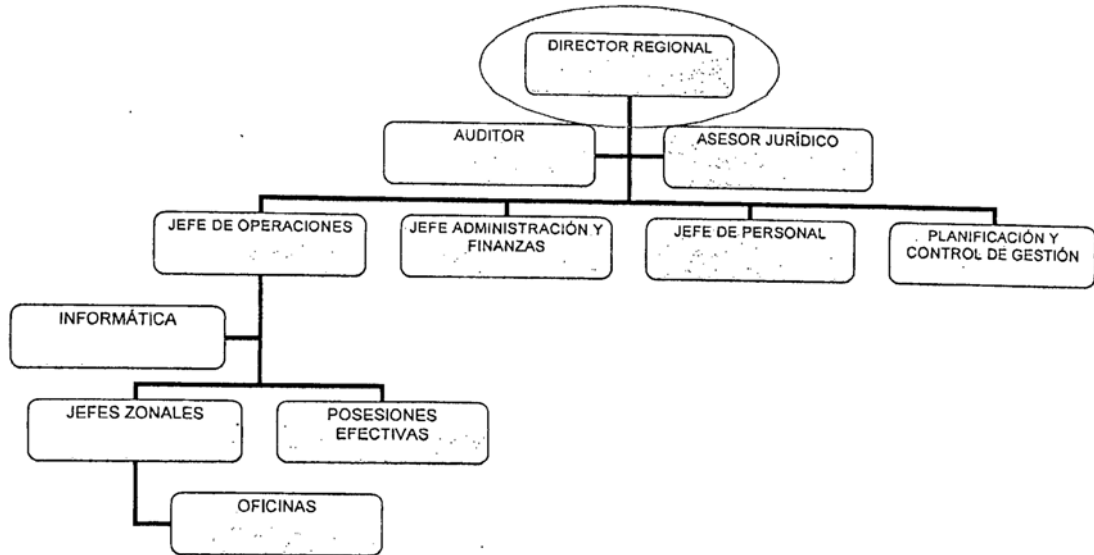 DIRECTOR REGIONAL
AUDITOR
ASESOR JURÍDICO
JEFE DE OPERACIONES
JEFE ADMINISTRACIÓN Y
FINANZAS
JEFE DE PERSONAL
PLANIFICACIÓN Y
CONTROL DE GESTIÓN
INFORMÁTICA
JEFES ZONALES
POSESIONES
EFECTIVAS
OFICINAS